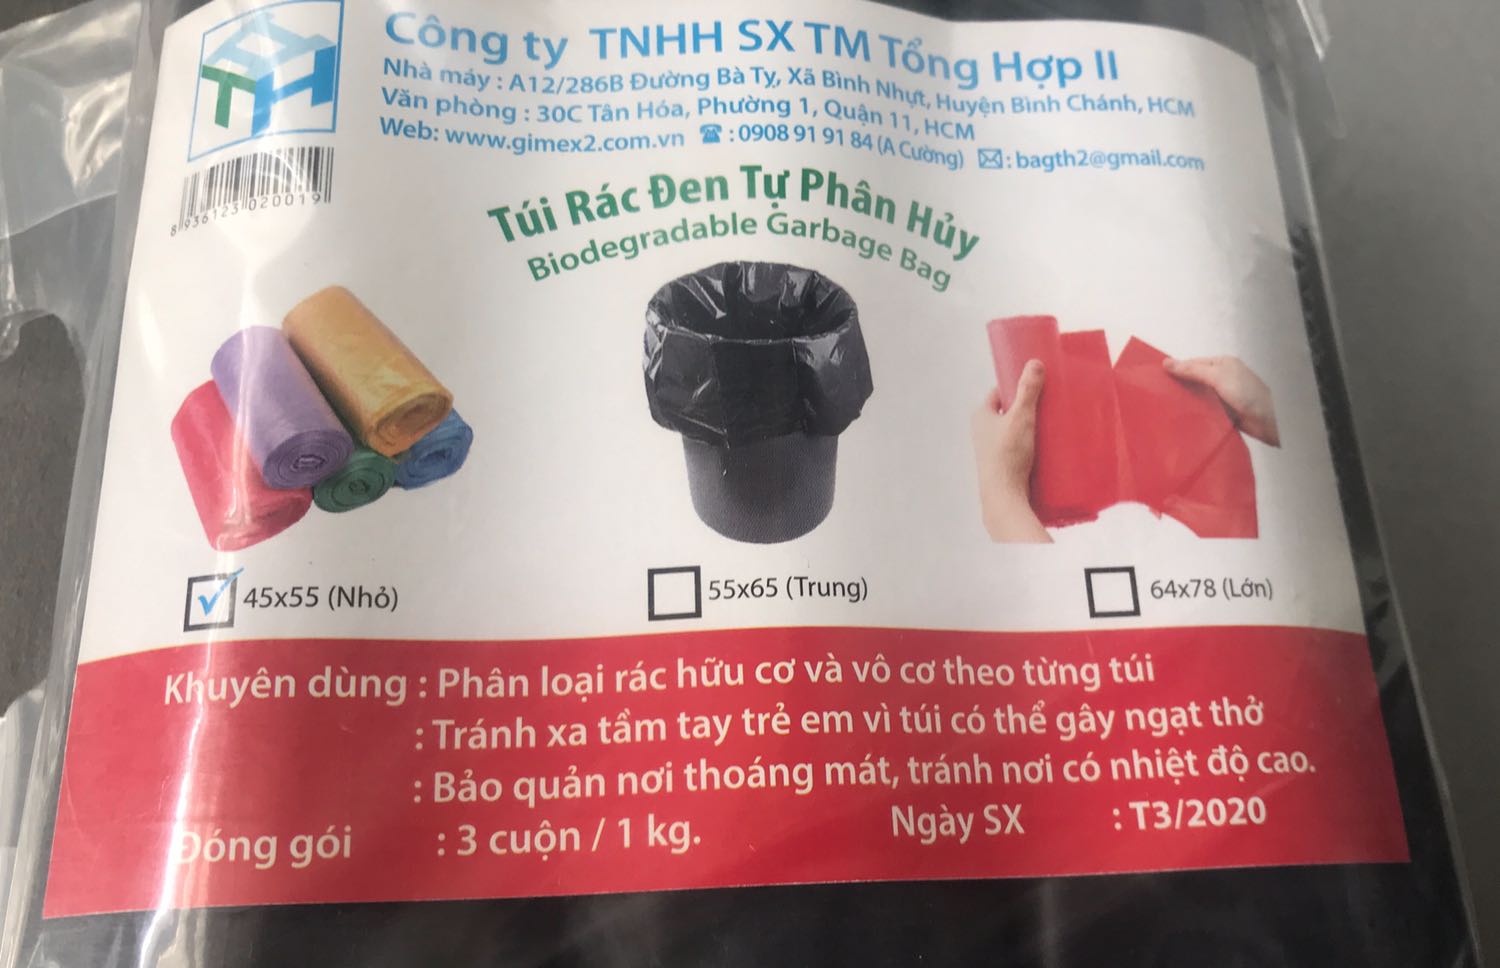 Công ty TNHH SX TM Tổng Hợp II
Nhà máy : A12/286B Đường Bà Tỵ, Xã Bình Nhựt, Huyện Bình Chánh, HCM
Văn phòng : 30C Tân Hóa, Phường 1, Quận 11, HCM
Web: www.gimex2.com.vn ☎ : 0908 91 91 84 (A Cường) ✉ : bagth2@gmail.com
TH
8 936123 020019
Túi Rác Đen Tự Phân Hủy
Biodegradable Garbage Bag
45x55 (Nhỏ)
55x65 (Trung)
64x78 (Lớn)
Khuyên dùng : Phân loại rác hữu cơ và vô cơ theo từng túi
: Tránh xa tầm tay trẻ em vì túi có thể gây ngạt thở
: Bảo quản nơi thoáng mát, tránh nơi có nhiệt độ cao.
Đóng gói : 3 cuộn / 1 kg. Ngày SX : T3/2020